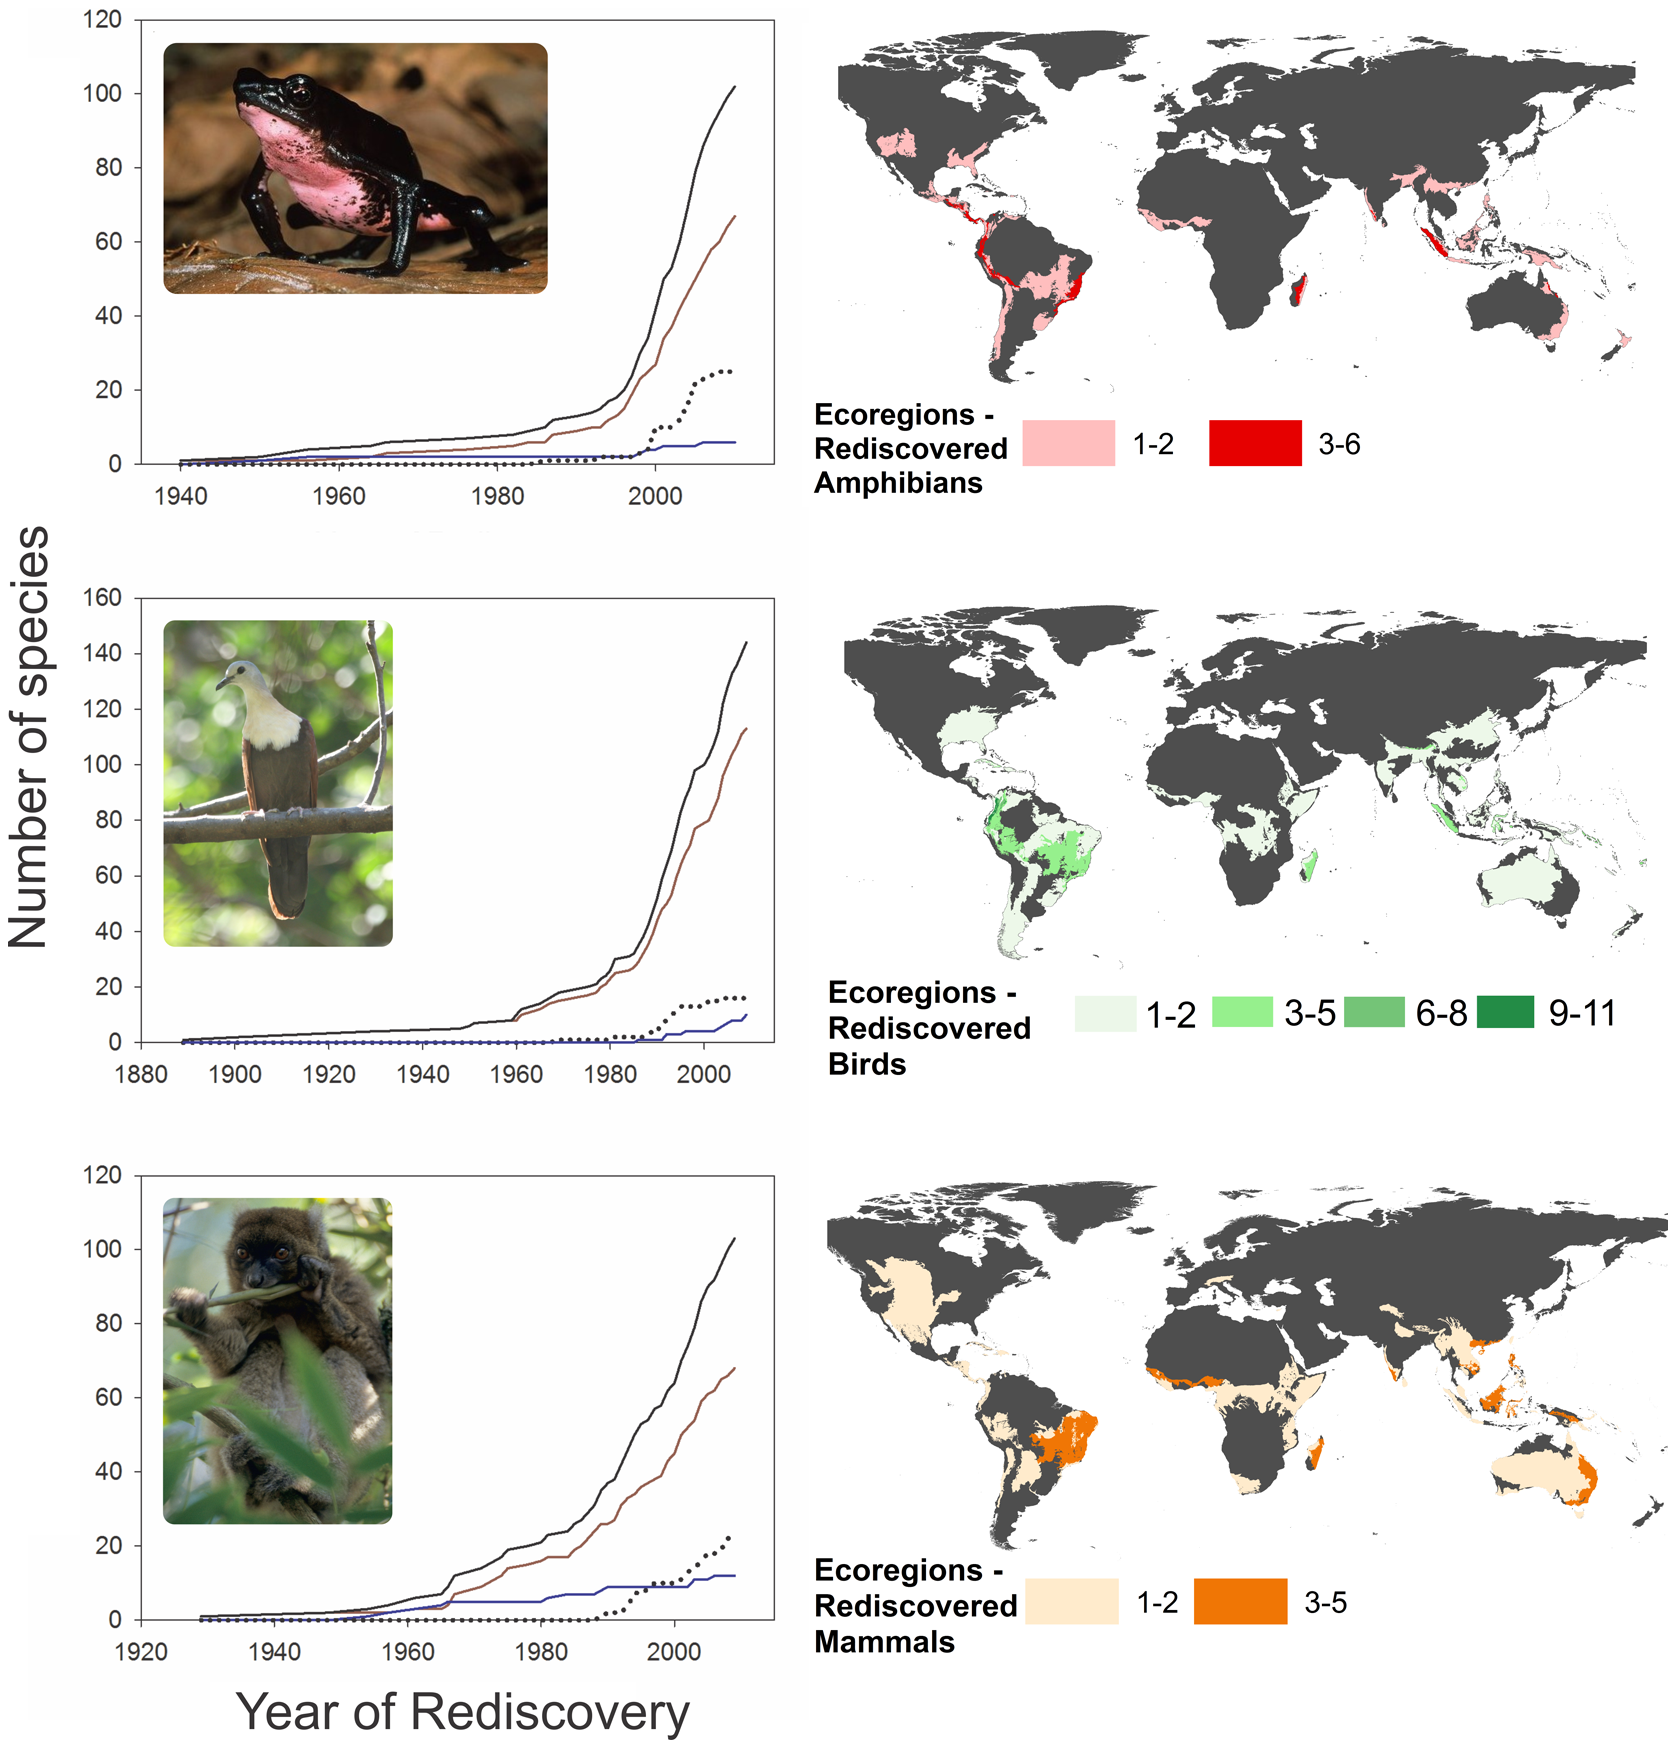 Number of species
120
100
80
60
40
20
0
1940 1960 1980 2000
Ecoregions -
Rediscovered
Amphibians
1-2 3-6
160
140
120
100
80
60
40
20
0
1880 1900 1920 1940 1960 1980 2000
Ecoregions -
Rediscovered
Birds
1-2 3-5 6-8 9-11
120
100
80
60
40
20
0
1920 1940 1960 1980 2000
Ecoregions -
Rediscovered
Mammals
1-2 3-5
Year of Rediscovery